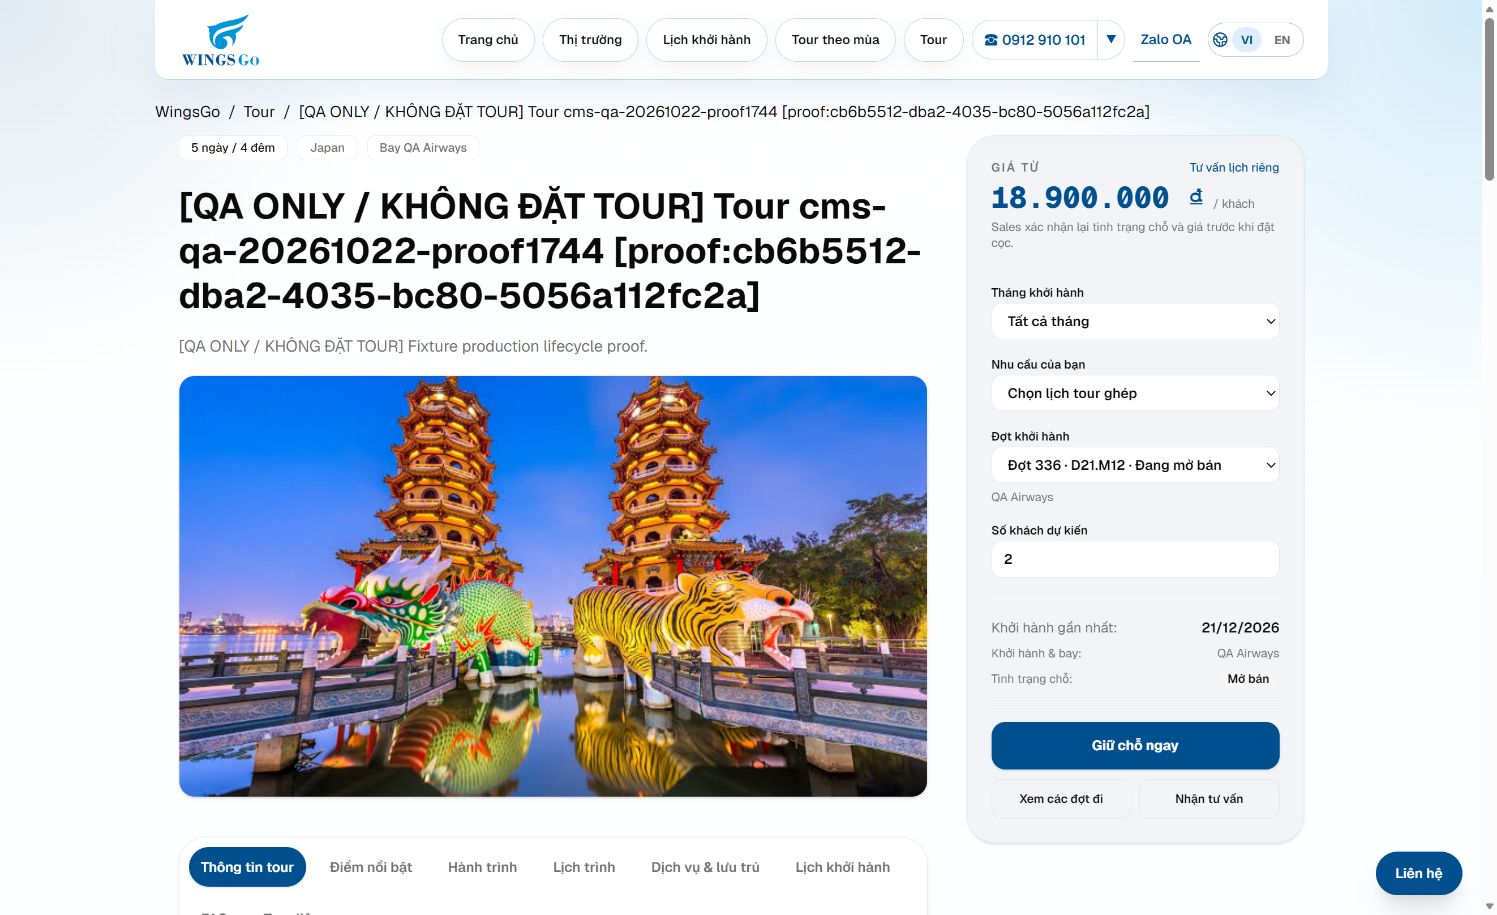 WINGS Go
Trang chủ
Thị trường
Lịch khởi hành
Tour theo mùa
Tour
☎ 0912 910 101
▼
Zalo OA
VI
EN
WingsGo / Tour / [QA ONLY / KHÔNG ĐẶT TOUR] Tour cms-qa-20261022-proof1744 [proof:cb6b5512-dba2-4035-bc80-5056a112fc2a]
5 ngày / 4 đêm
Japan
Bay QA Airways
[QA ONLY / KHÔNG ĐẶT TOUR] Tour cms-
qa-20261022-proof1744 [proof:cb6b5512-
dba2-4035-bc80-5056a112fc2a]
[QA ONLY / KHÔNG ĐẶT TOUR] Fixture production lifecycle proof.
GIÁ TỪ
Tư vấn lịch riêng
18.900.000 đ / khách
Sales xác nhận lại tình trạng chỗ và giá trước khi đặt
cọc.
Tháng khởi hành
Tất cả tháng
Nhu cầu của bạn
Chọn lịch tour ghép
Đợt khởi hành
Đợt 336 · D21.M12 · Đang mở bán
QA Airways
Số khách dự kiến
2
Khởi hành gần nhất: 21/12/2026
Khởi hành & bay: QA Airways
Tình trạng chỗ: Mở bán
Giữ chỗ ngay
Xem các đợt đi
Nhận tư vấn
Thông tin tour
Điểm nổi bật
Hành trình
Lịch trình
Dịch vụ & lưu trú
Lịch khởi hành
Liên hệ